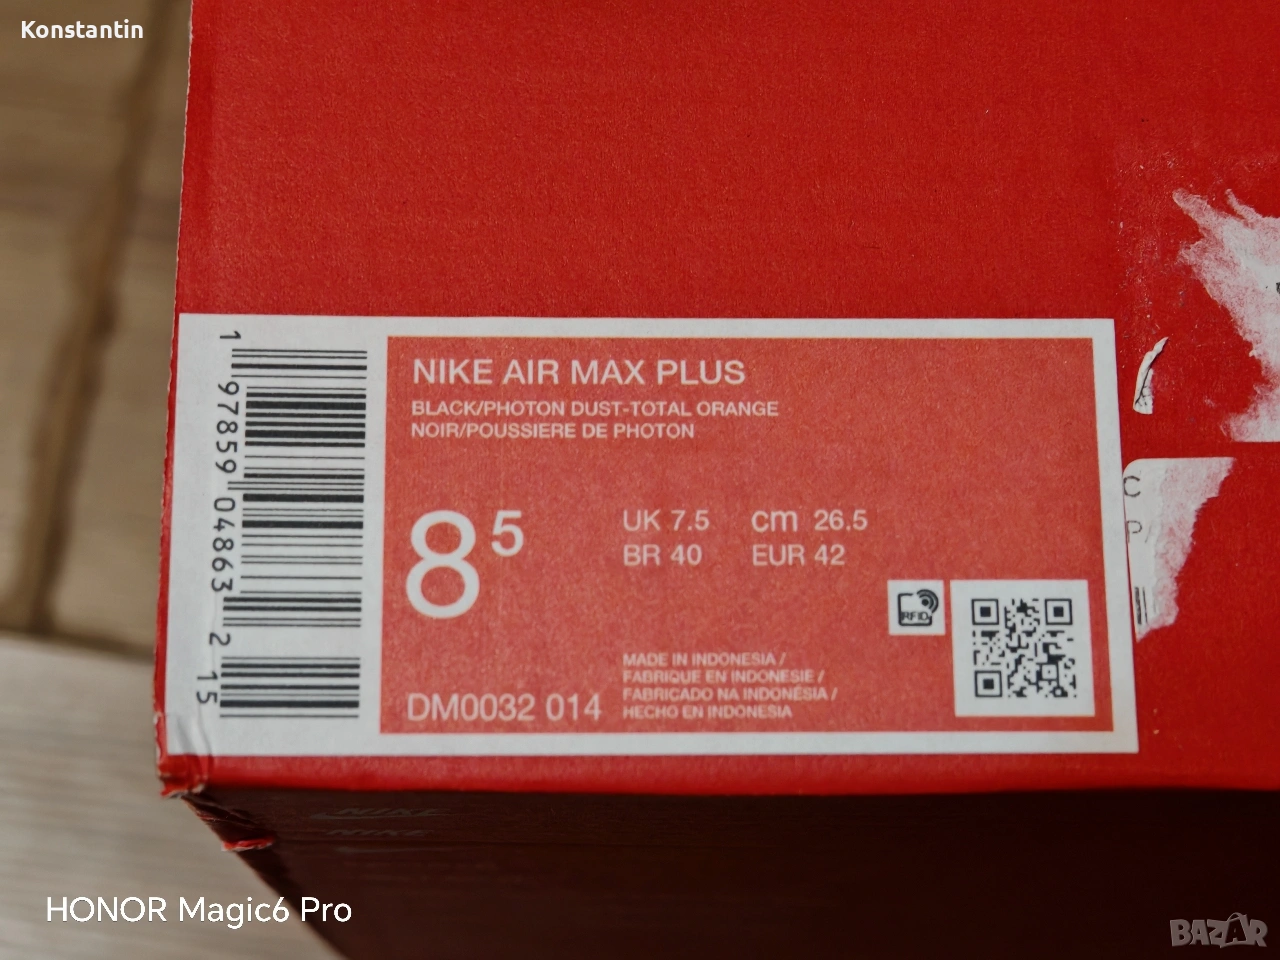 Konstantin
NIKE AIR MAX PLUS
BLACK/PHOTON DUST-TOTAL ORANGE
NOIR/POUSSIERE DE PHOTON
8 5
UK 7.5 cm 26.5
BR 40 EUR 42
RFID
MADE IN INDONESIA /
FABRIQUE EN INDONESIE /
FABRICADO NA INDONÉSIA /
HECHO EN INDONESIA
DM0032 014
1 97859 04863 2 15
C
P
NIKE
NIKE
HONOR Magic6 Pro
BAZAR